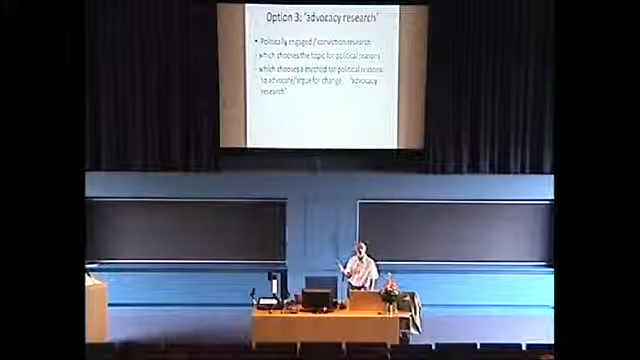 Option 3: 'advocacy research'
• Politically engaged / conviction research:
- which chooses the topic for political reasons
- which chooses a method for political reasons
to advocate/argue for change "advocacy
research"